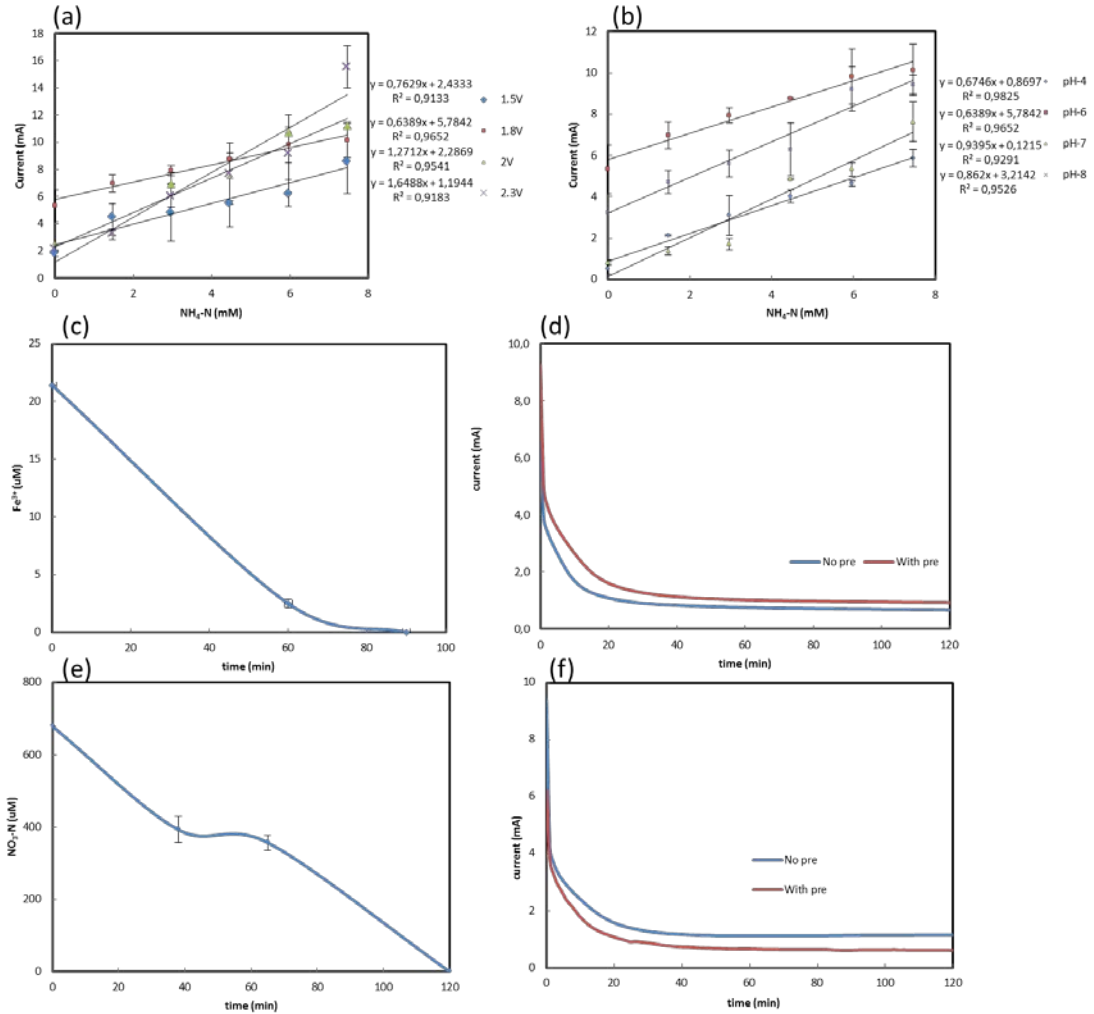 (a)
Current (mA)
18
16
14
12
10
8
6
4
2
0
0 2 4 6 8
NH₄-N (mM)
y = 0,7629x + 2,4333
R² = 0,9133
y = 0,6389x + 5,7842
R² = 0,9652
y = 1,2712x + 2,2869
R² = 0,9541
y = 1,6488x + 1,1944
R² = 0,9183
1.5V
1.8V
2V
2.3V
(b)
Current (mA)
12
10
8
6
4
2
0
0 2 4 6 8
NH₄-N (mM)
y = 0,6746x + 0,8697
R² = 0,9825
y = 0,6389x + 5,7842
R² = 0,9652
y = 0,9395x + 0,1215
R² = 0,9291
y = 0,862x + 3,2142
R² = 0,9526
pH-4
pH-6
pH-7
pH-8
(c)
Fe³⁺ (uM)
25
20
15
10
5
0
0 20 40 60 80 100
time (min)
(d)
current (mA)
10,0
8,0
6,0
4,0
2,0
0,0
0 20 40 60 80 100 120
time (min)
No pre With pre
(e)
NO₃-N (uM)
800
600
400
200
0
0 20 40 60 80 100 120
time (min)
(f)
current (mA)
10
8
6
4
2
0
0 20 40 60 80 100 120
time (min)
No pre
With pre